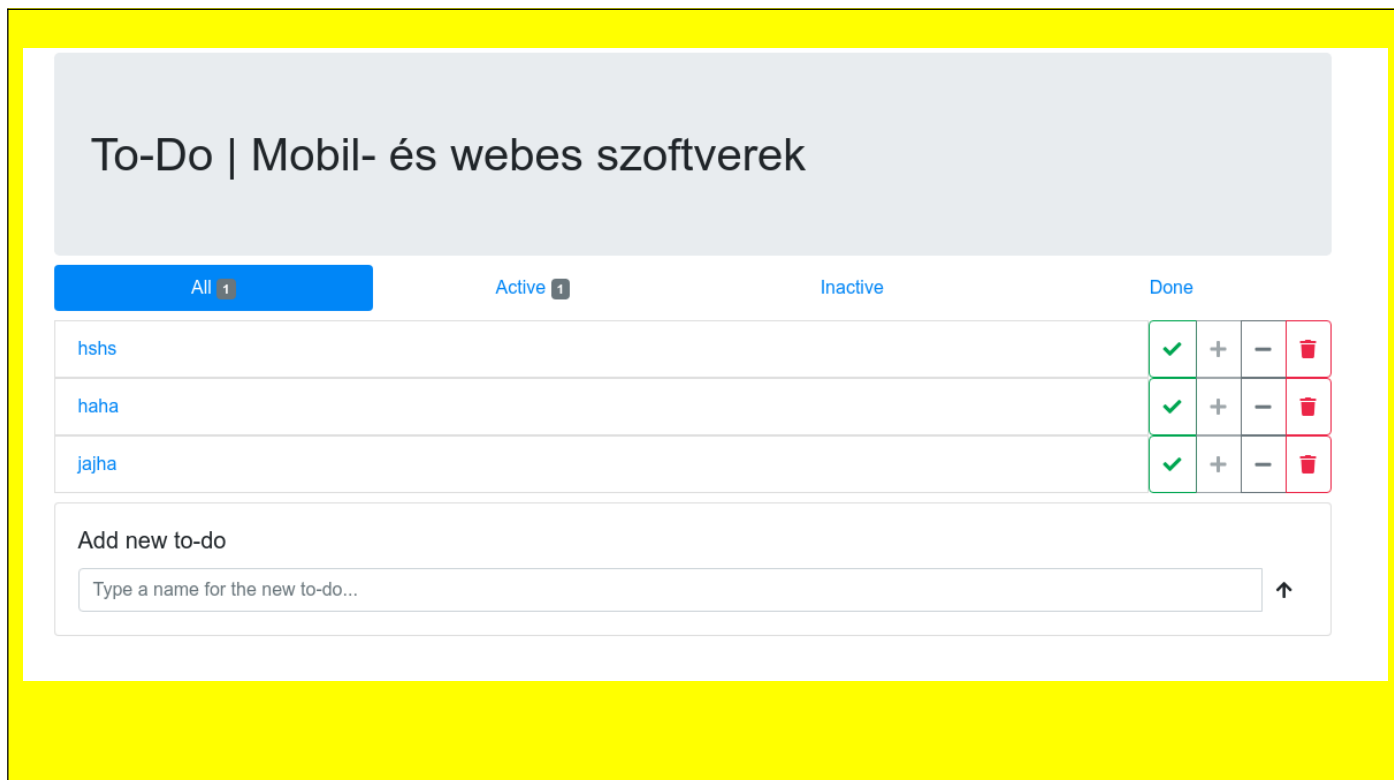 To-Do | Mobil- és webes szoftverek
All 1 Active 1 Inactive Done
hshs
haha
jajha
Add new to-do
Type a name for the new to-do...